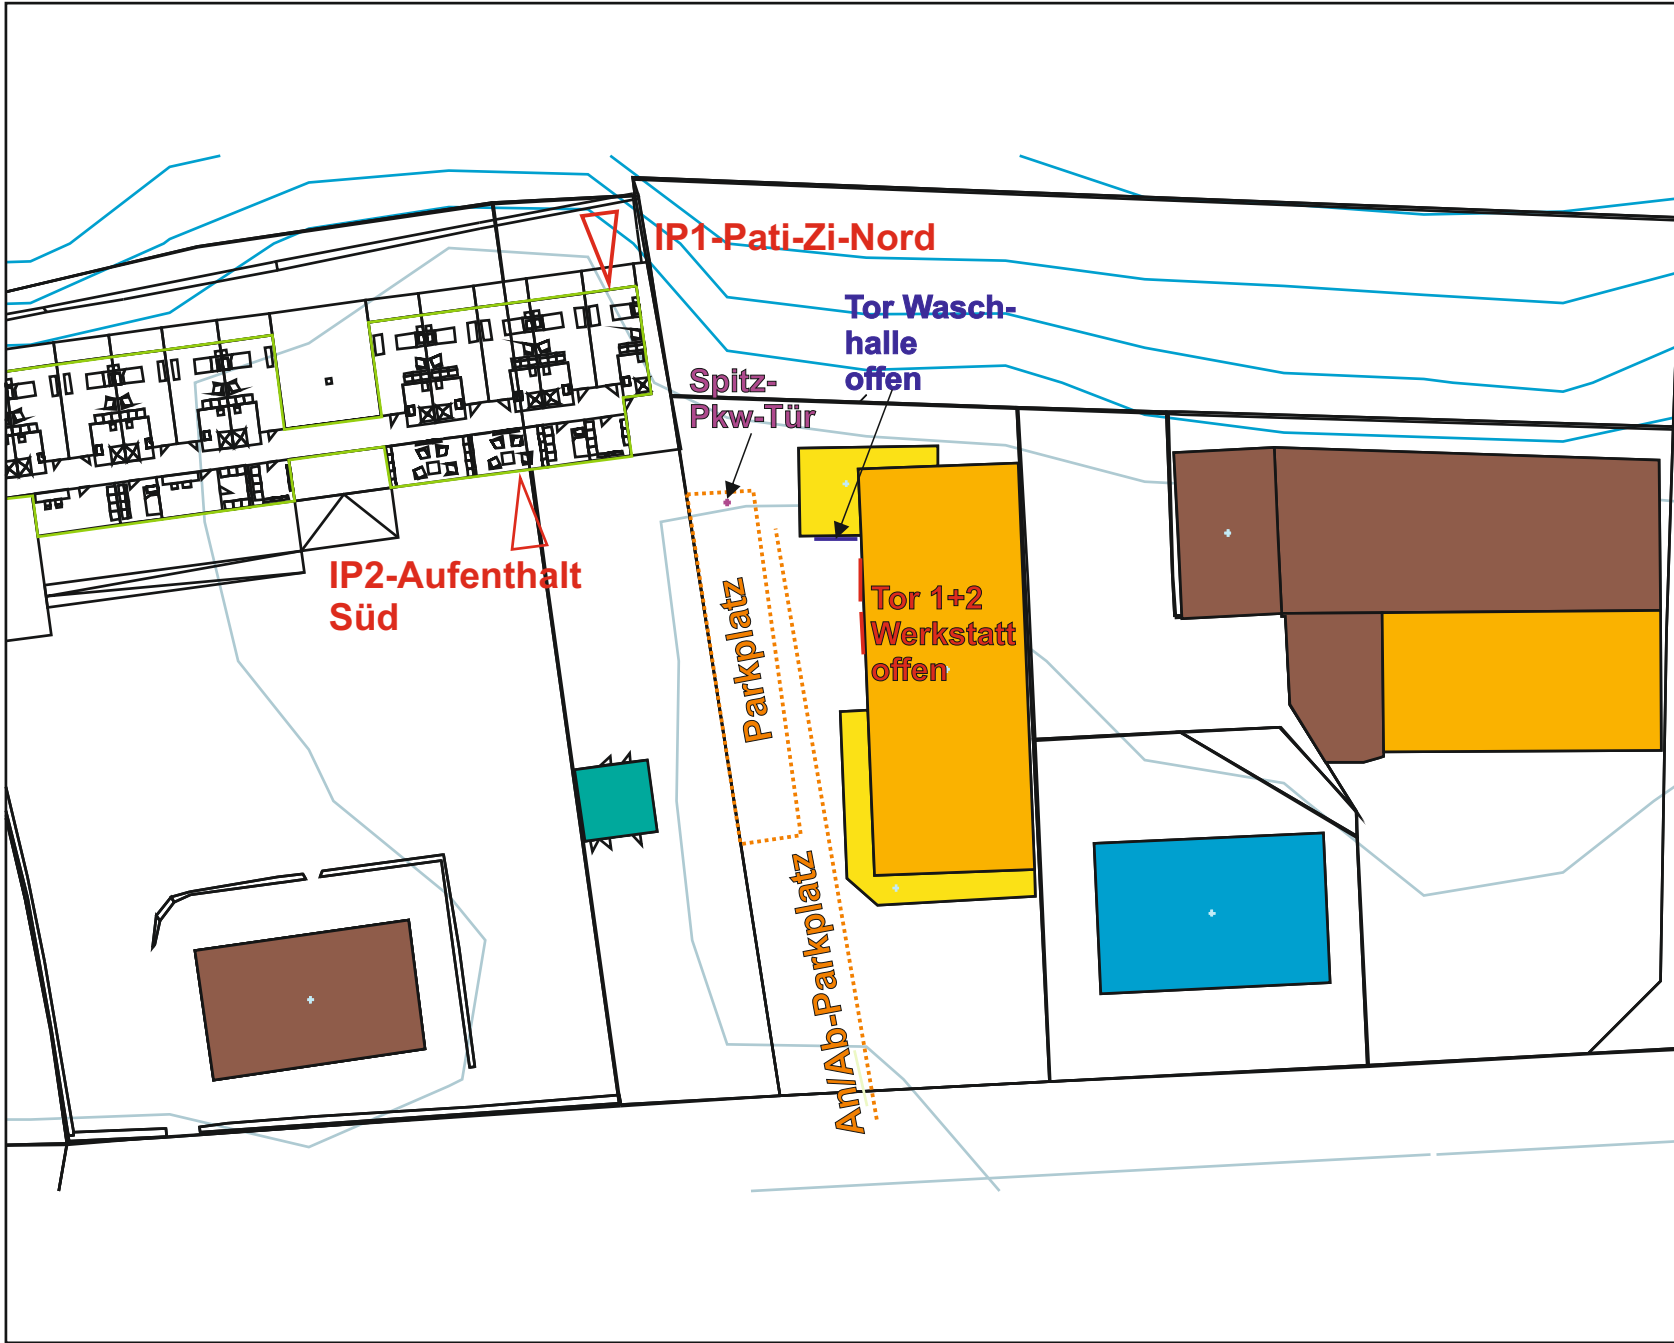 IP1-Pati-Zi-Nord
Tor Wasch-
halle
offen
Spitz-
Pkw-Tür
IP2-Aufenthalt
Süd
Tor 1+2
Werkstatt
offen
Parkplatz
An/Ab-Parkplatz